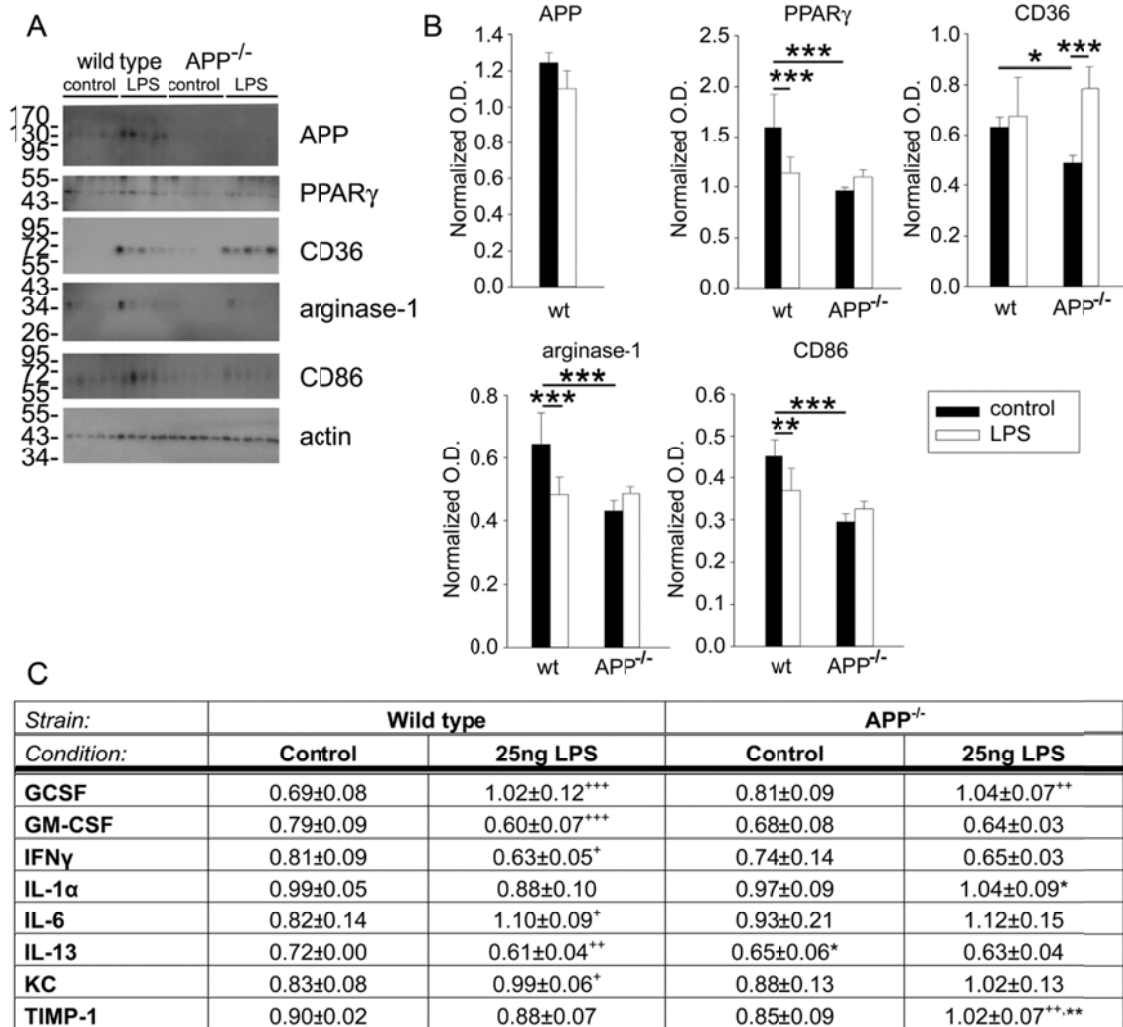 A
wild type APP-/-
control LPS control LPS
170-
130-
95-
APP
55-
43-
PPARγ
95-
72-
55-
CD36
43-
34-
26-
arginase-1
95-
72-
55-
CD86
55-
43-
34-
actin
B
APP
Normalized O.D.
1.4
1.2
1.0
0.8
0.6
0.4
0.2
0.0
wt
PPARγ
Normalized O.D.
2.5
2.0
1.5
1.0
0.5
0.0
***
***
wt APP-/-
CD36
Normalized O.D.
1.0
0.8
0.6
0.4
0.2
0.0
* ***
wt APP-/-
arginase-1
Normalized O.D.
0.8
0.6
0.4
0.2
0.0
***
***
wt APP-/-
CD86
Normalized O.D.
0.6
0.5
0.4
0.3
0.2
0.1
0.0
***
**
wt APP-/-
control
LPS
C
Strain: Wild type APP-/-
Condition: Control 25ng LPS Control 25ng LPS
GCSF 0.69±0.08 1.02±0.12+++ 0.81±0.09 1.04±0.07++
GM-CSF 0.79±0.09 0.60±0.07+++ 0.68±0.08 0.64±0.03
IFNγ 0.81±0.09 0.63±0.05+ 0.74±0.14 0.65±0.03
IL-1α 0.99±0.05 0.88±0.10 0.97±0.09 1.04±0.09*
IL-6 0.82±0.14 1.10±0.09+ 0.93±0.21 1.12±0.15
IL-13 0.72±0.00 0.61±0.04++ 0.65±0.06* 0.63±0.04
KC 0.83±0.08 0.99±0.06+ 0.88±0.13 1.02±0.13
TIMP-1 0.90±0.02 0.88±0.07 0.85±0.09 1.02±0.07++,**